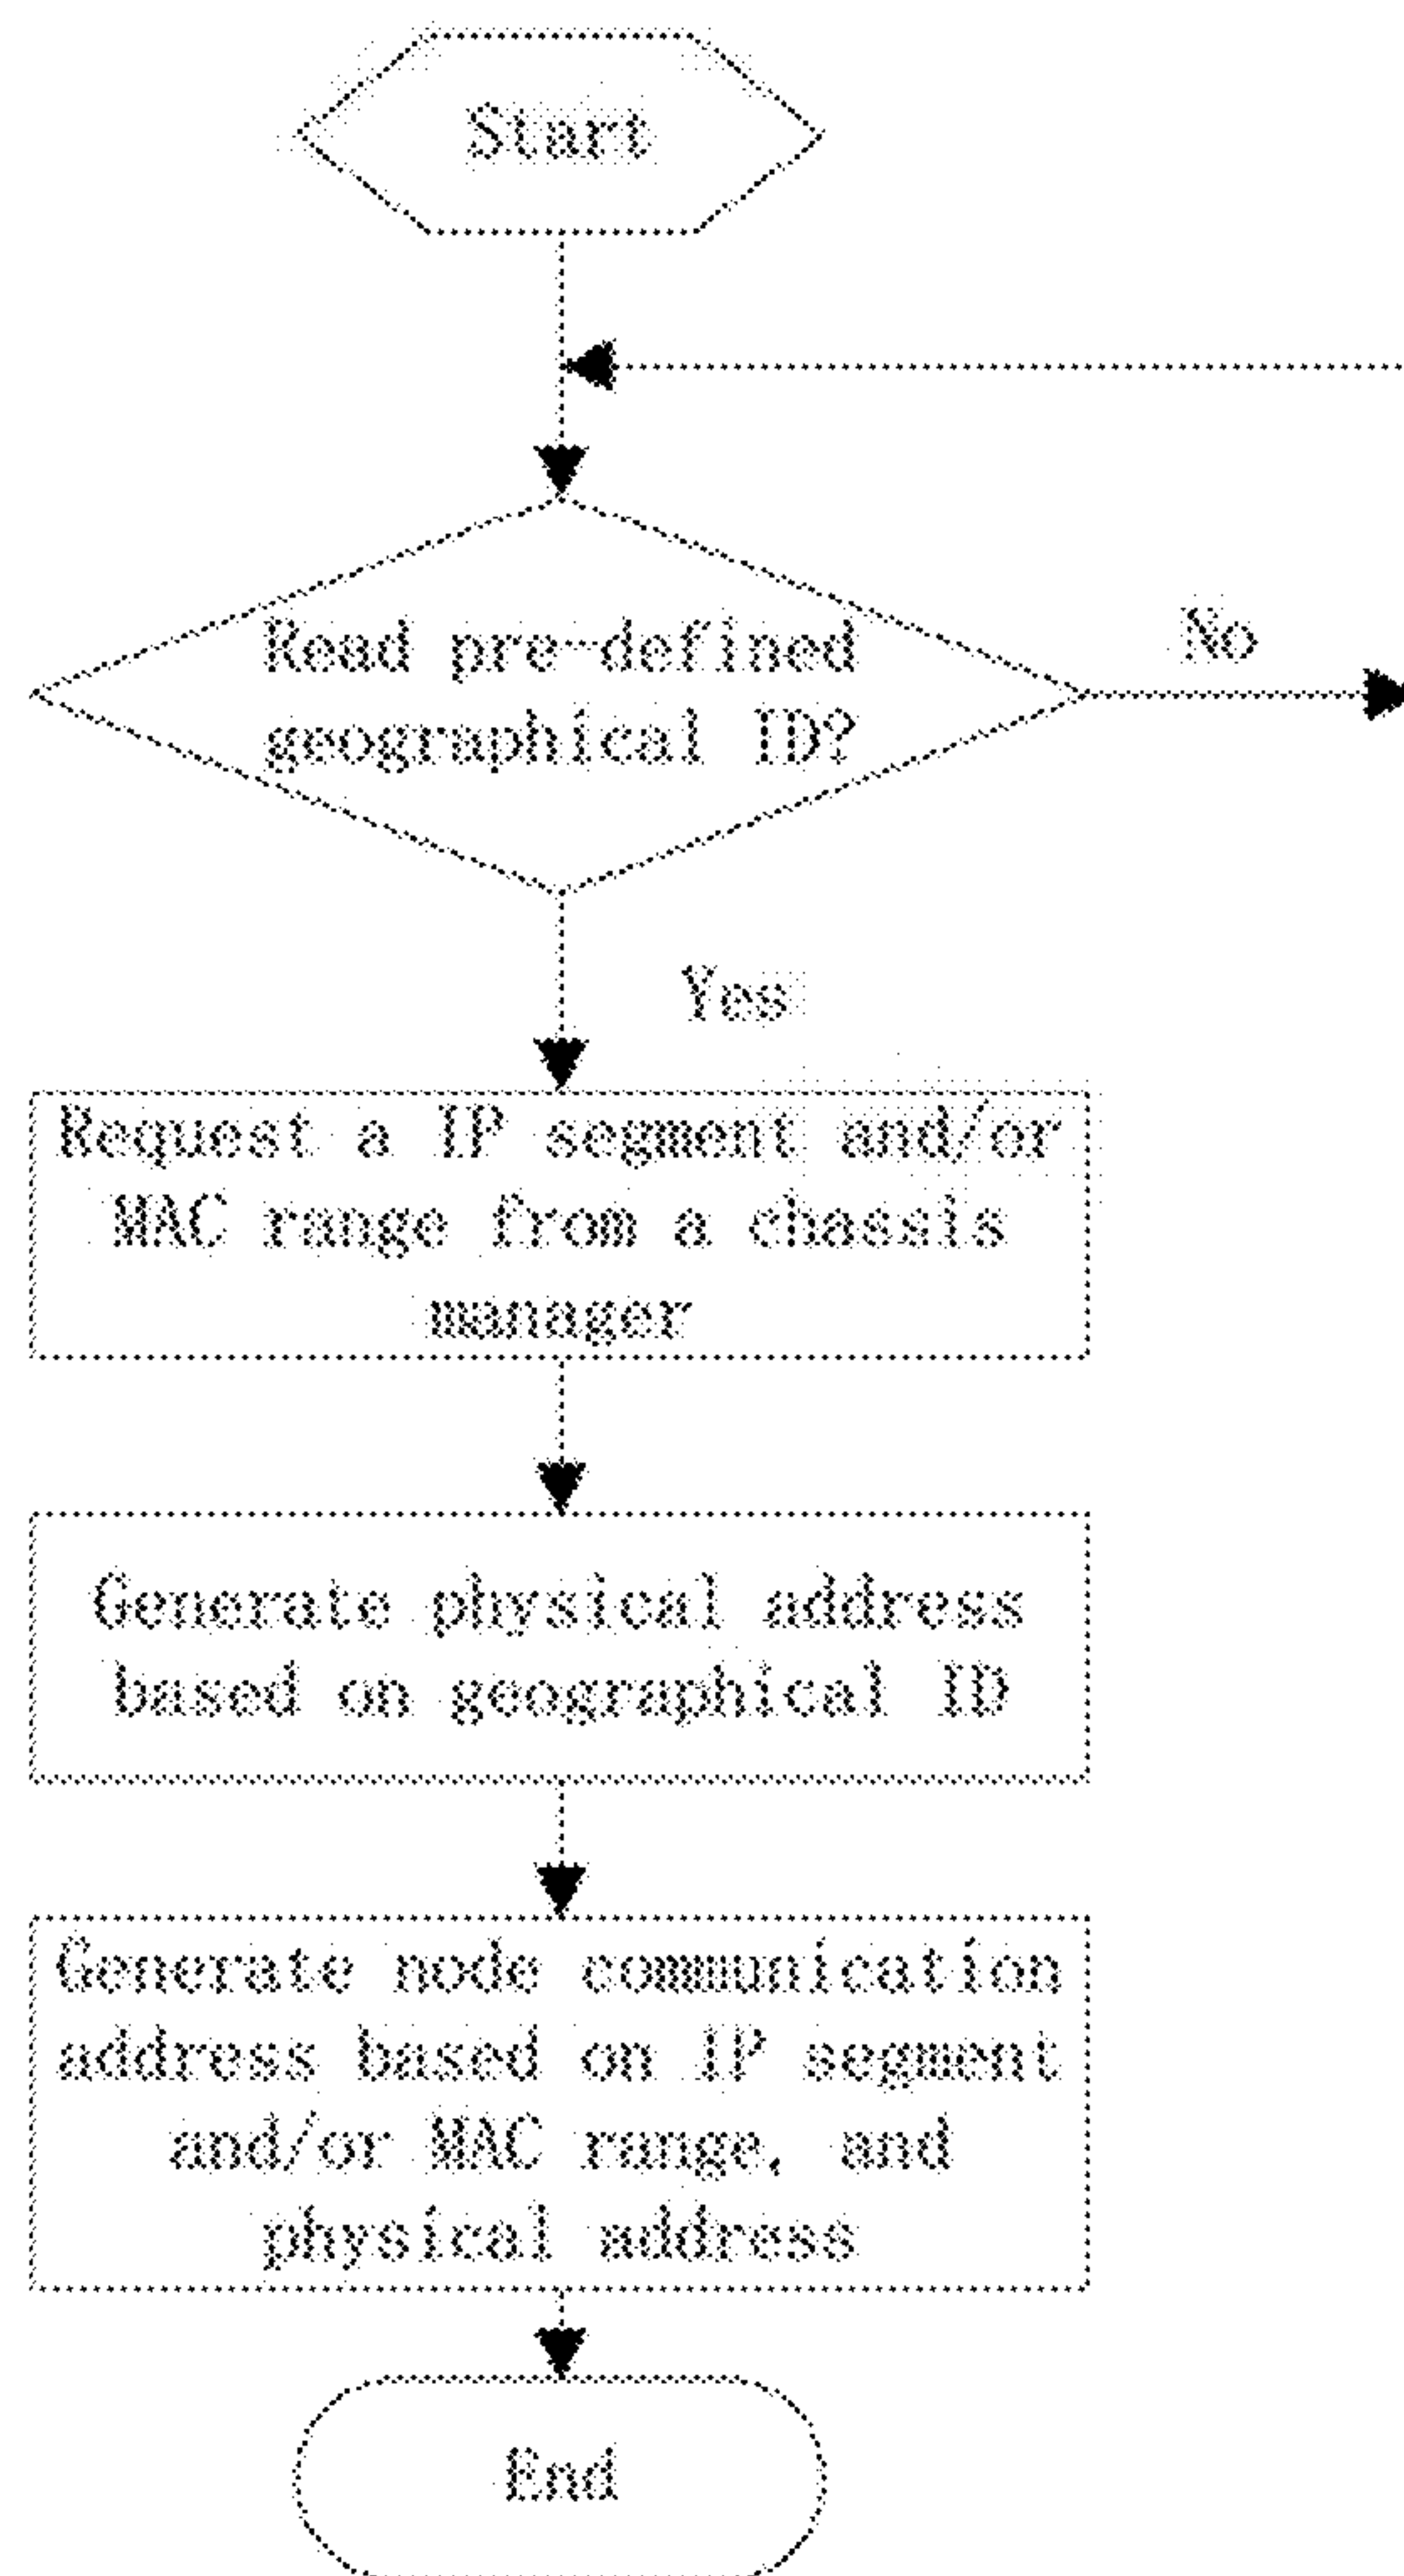 Start
Read pre-defined
geographical ID?
No
Yes
Request a IP segment and/or
MAC range from a chassis
manager
Generate physical address
based on geographical ID
Generate node communication
address based on IP segment
and/or MAC range, and
physical address
End